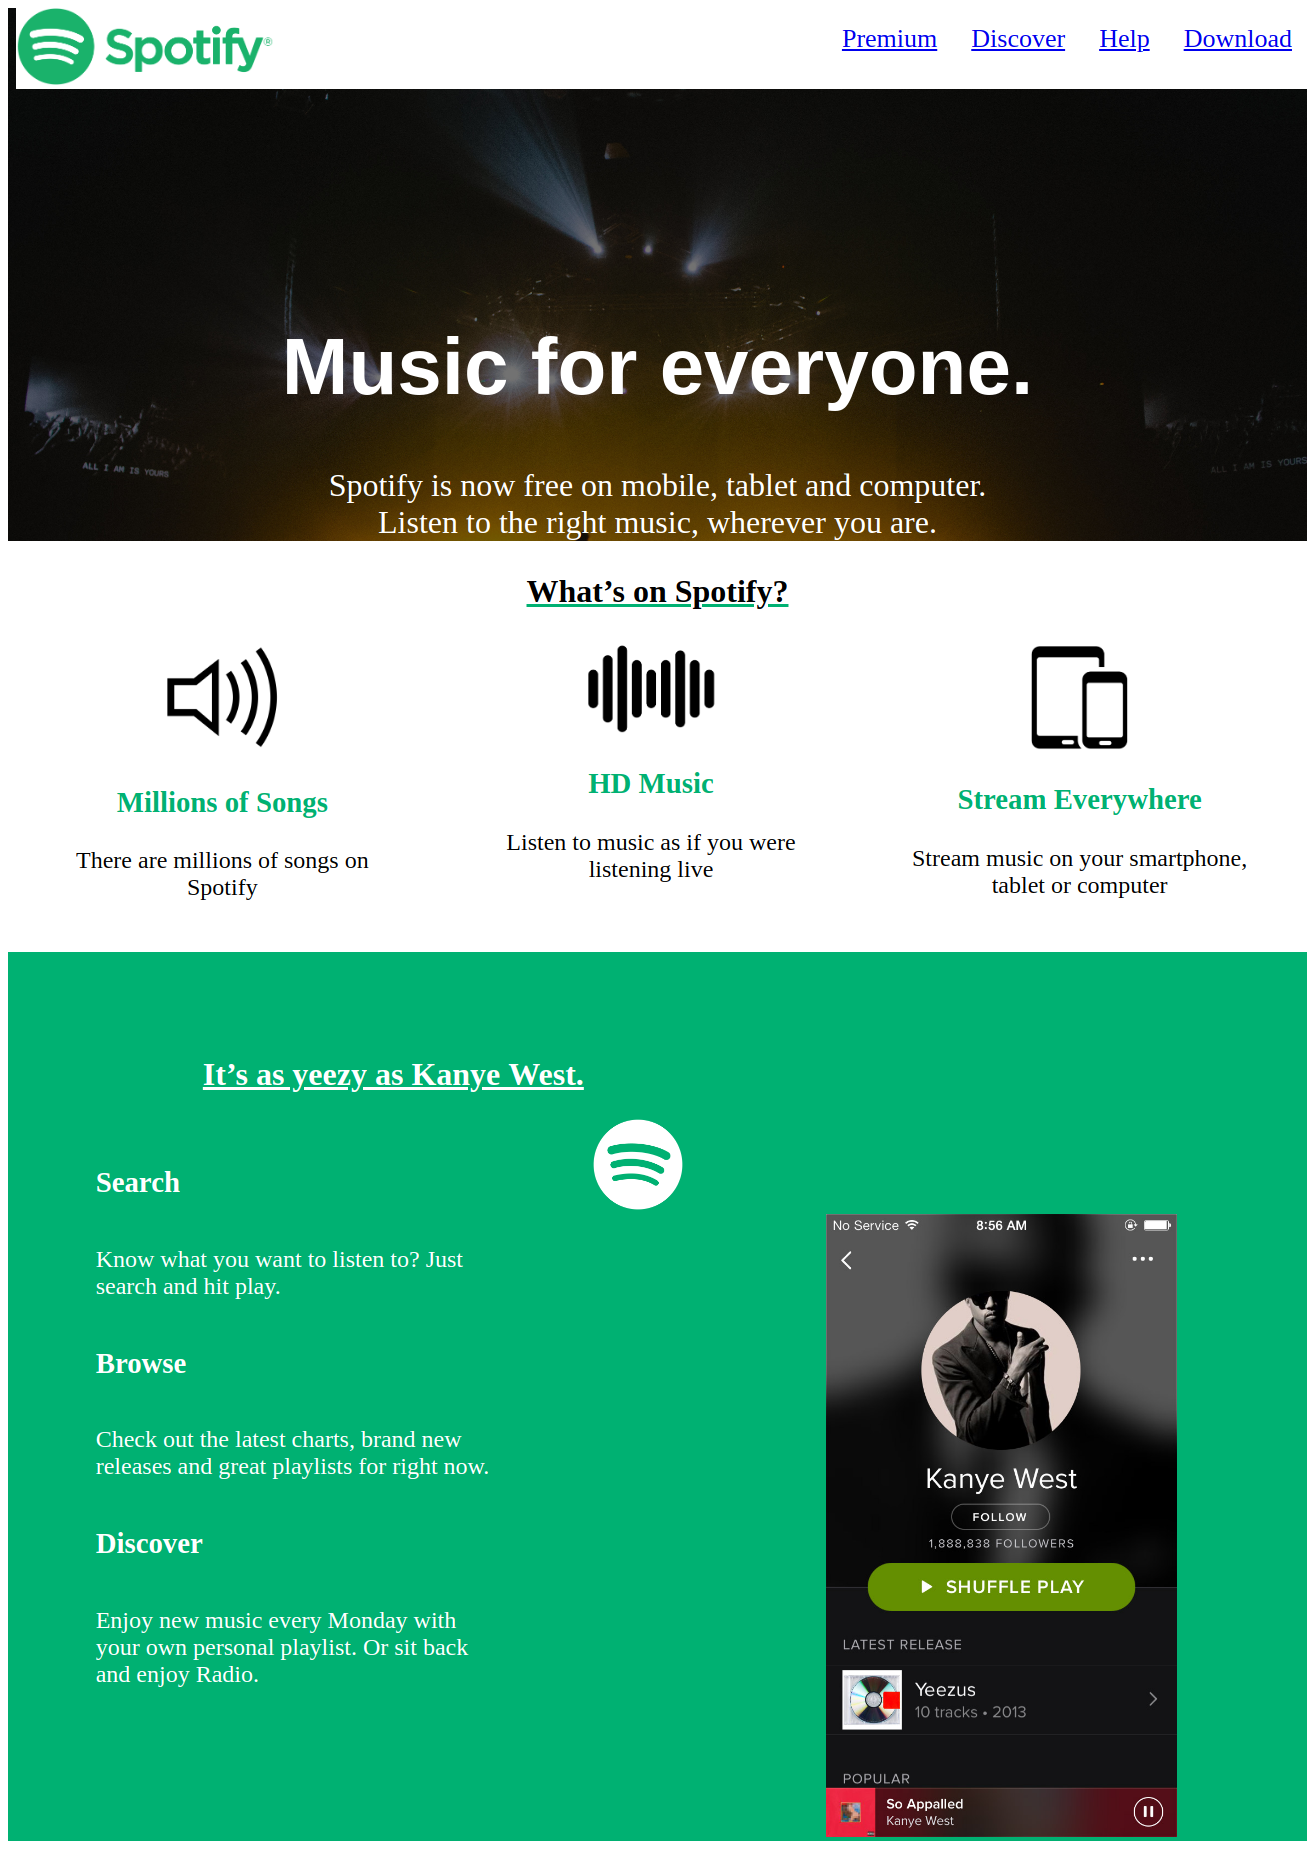 Spotify®
Premium Discover Help Download
Music for everyone.
ALL I AM IS YOURS
ALL I AM IS YOURS
Spotify is now free on mobile, tablet and computer.
Listen to the right music, wherever you are.
What’s on Spotify?
Millions of Songs
There are millions of songs on
Spotify
HD Music
Listen to music as if you were
listening live
Stream Everywhere
Stream music on your smartphone,
tablet or computer
It’s as yeezy as Kanye West.
Search
Know what you want to listen to? Just
search and hit play.
Browse
Check out the latest charts, brand new
releases and great playlists for right now.
Discover
Enjoy new music every Monday with
your own personal playlist. Or sit back
and enjoy Radio.
No Service 8:56 AM
Kanye West
FOLLOW
1,888,838 FOLLOWERS
SHUFFLE PLAY
LATEST RELEASE
Yeezus
10 tracks • 2013
POPULAR
So Appalled
Kanye West